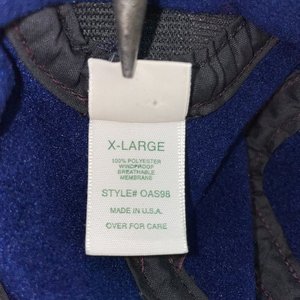 X-LARGE
100% POLYESTER
WINDPROOF
BREATHABLE
MEMBRANE
STYLE# OAS98
MADE IN U.S.A.
OVER FOR CARE